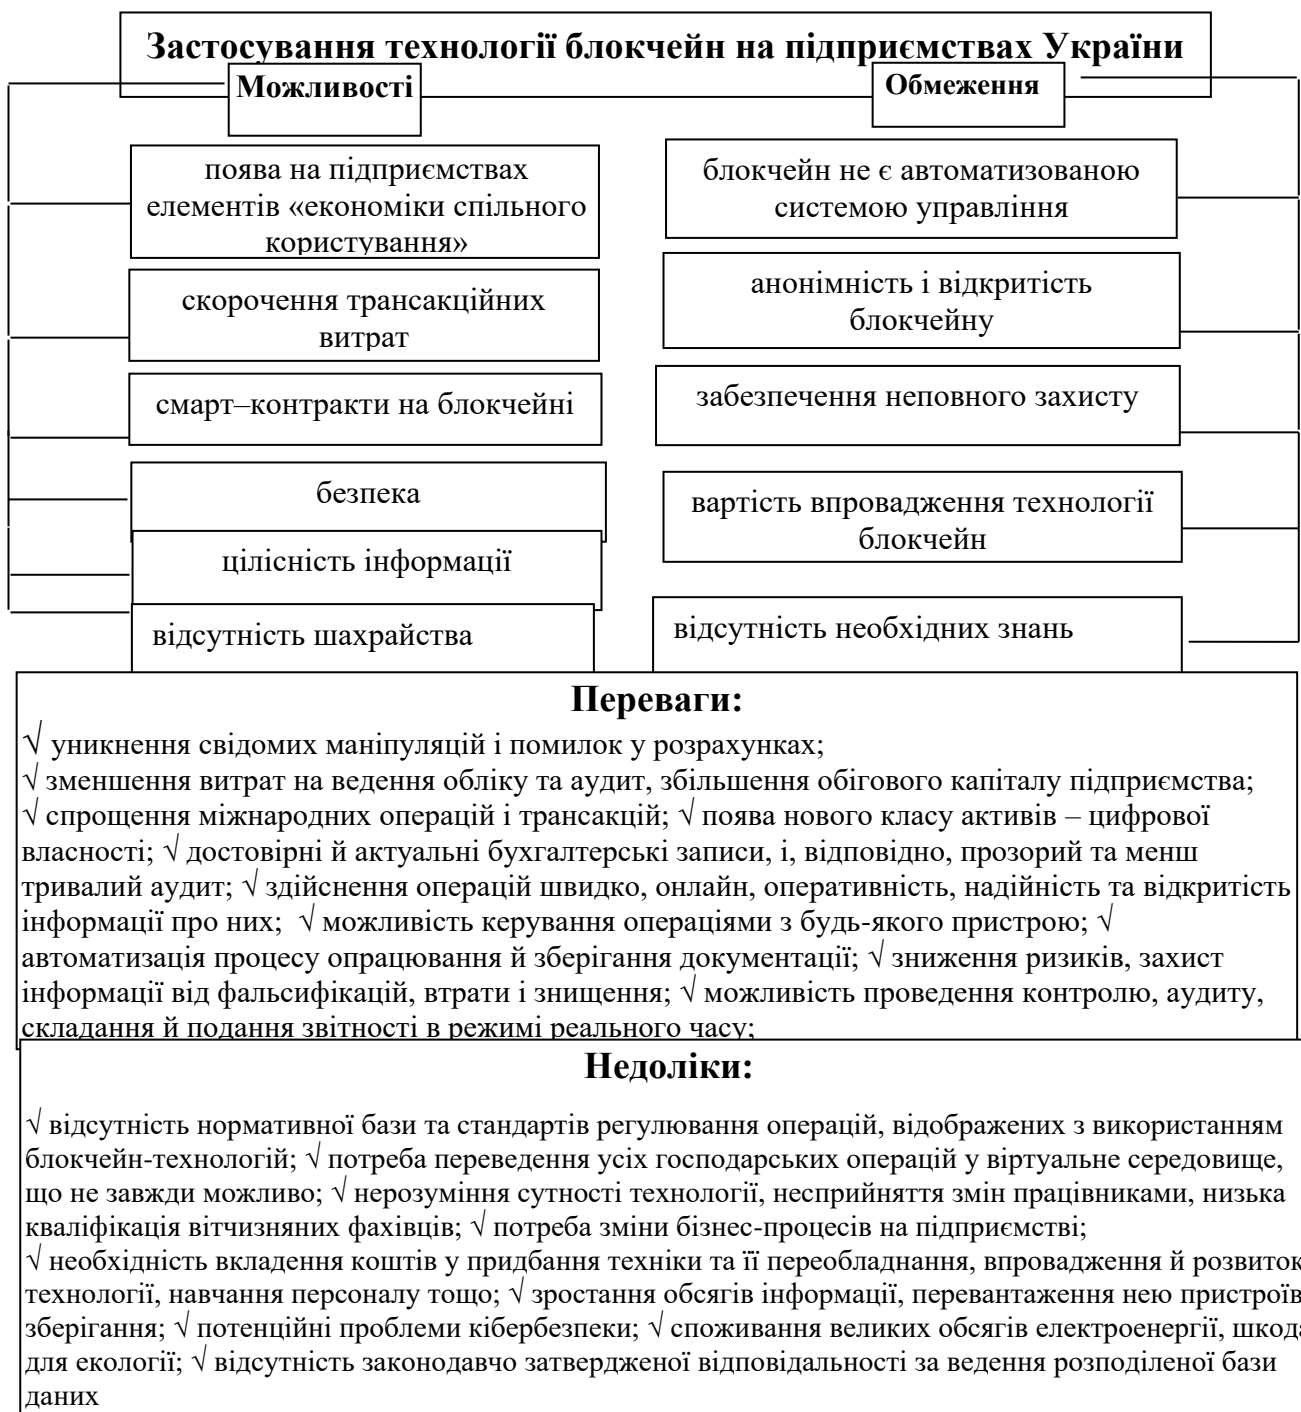 Застосування технології блокчейн на підприємствах України
Можливості
Обмеження
поява на підприємствах
елементів «економіки спільного
користування»
скорочення трансакційних
витрат
смарт–контракти на блокчейні
безпека
цілісність інформації
відсутність шахрайства
блокчейн не є автоматизованою
системою управління
анонімність і відкритість
блокчейну
забезпечення неповного захисту
вартість впровадження технології
блокчейн
відсутність необхідних знань
Переваги:
√ уникнення свідомих маніпуляцій і помилок у розрахунках;
√ зменшення витрат на ведення обліку та аудит, збільшення обігового капіталу підприємства;
√ спрощення міжнародних операцій і трансакцій; √ поява нового класу активів – цифрової
власності; √ достовірні й актуальні бухгалтерські записи, і, відповідно, прозорий та менш
тривалий аудит; √ здійснення операцій швидко, онлайн, оперативність, надійність та відкритість
інформації про них; √ можливість керування операціями з будь-якого пристрою; √
автоматизація процесу опрацювання й зберігання документації; √ зниження ризиків, захист
інформації від фальсифікацій, втрати і знищення; √ можливість проведення контролю, аудиту,
складання й подання звітності в режимі реального часу;
Недоліки:
√ відсутність нормативної бази та стандартів регулювання операцій, відображених з використанням
блокчейн-технологій; √ потреба переведення усіх господарських операцій у віртуальне середовище,
що не завжди можливо; √ нерозуміння сутності технології, несприйняття змін працівниками, низька
кваліфікація вітчизняних фахівців; √ потреба зміни бізнес-процесів на підприємстві;
√ необхідність вкладення коштів у придбання техніки та її переобладнання, впровадження й розвиток
технології, навчання персоналу тощо; √ зростання обсягів інформації, перевантаження нею пристроїв
зберігання; √ потенційні проблеми кібербезпеки; √ споживання великих обсягів електроенергії, шкода
для екології; √ відсутність законодавчо затвердженої відповідальності за ведення розподіленої бази
даних